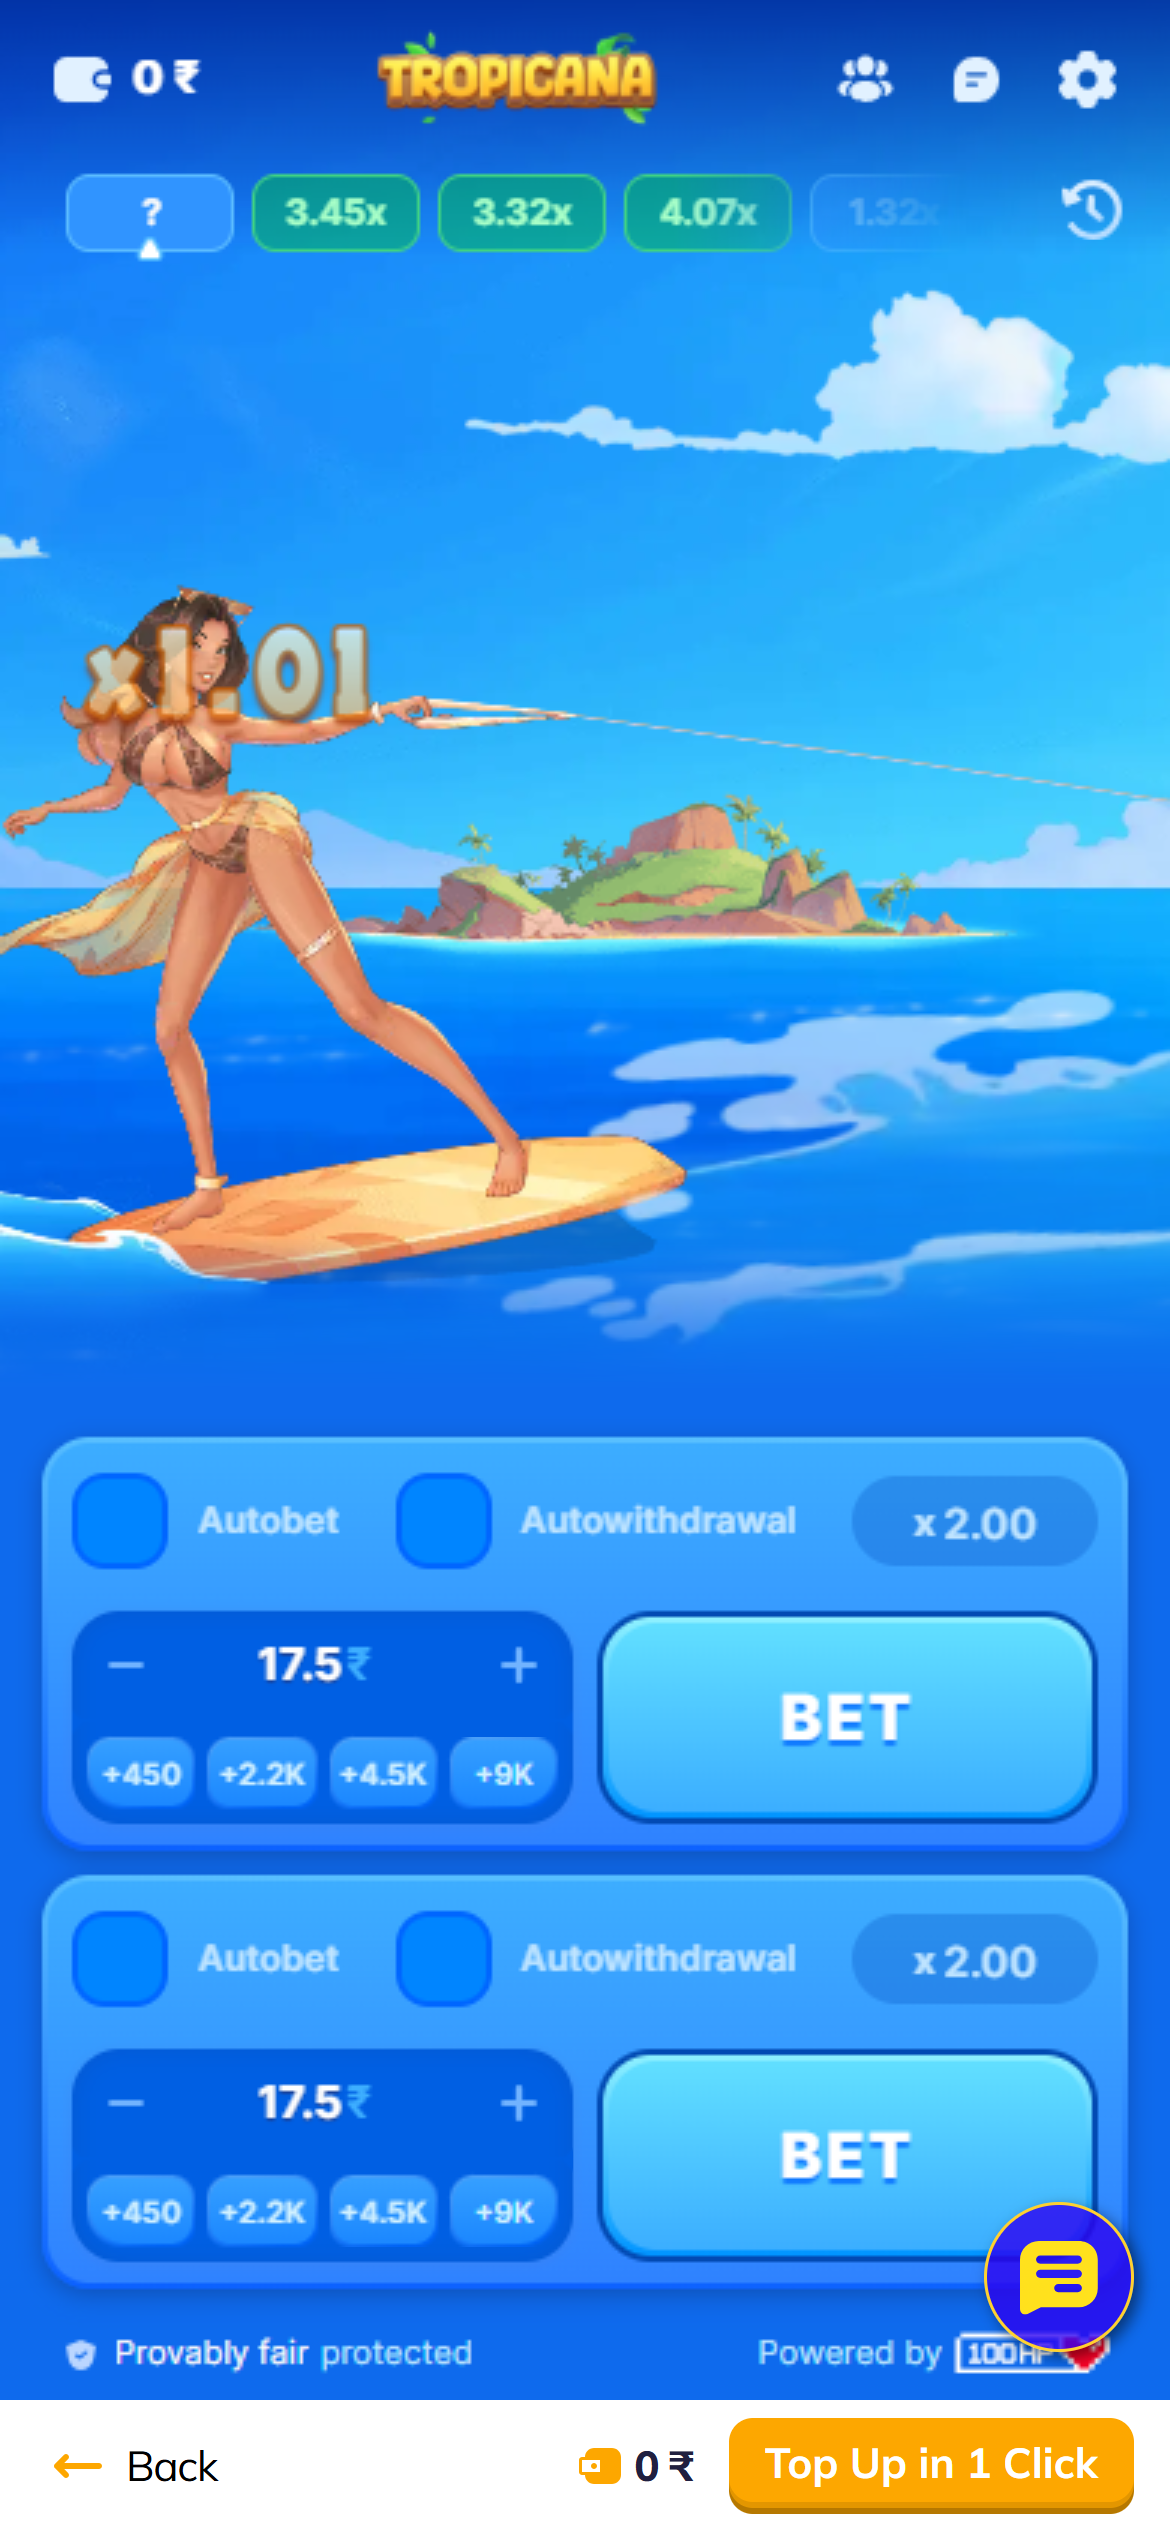 0 ₹
TROPICANA
?
3.45x
3.32x
4.07x
1.32x
x1.01
Autobet
Autowithdrawal
x 2.00
17.5 ₹
+450
+2.2K
+4.5K
+9K
BET
Autobet
Autowithdrawal
x 2.00
17.5 ₹
+450
+2.2K
+4.5K
+9K
BET
Provably fair protected
Powered by 100HP
Back
0 ₹
Top Up in 1 Click